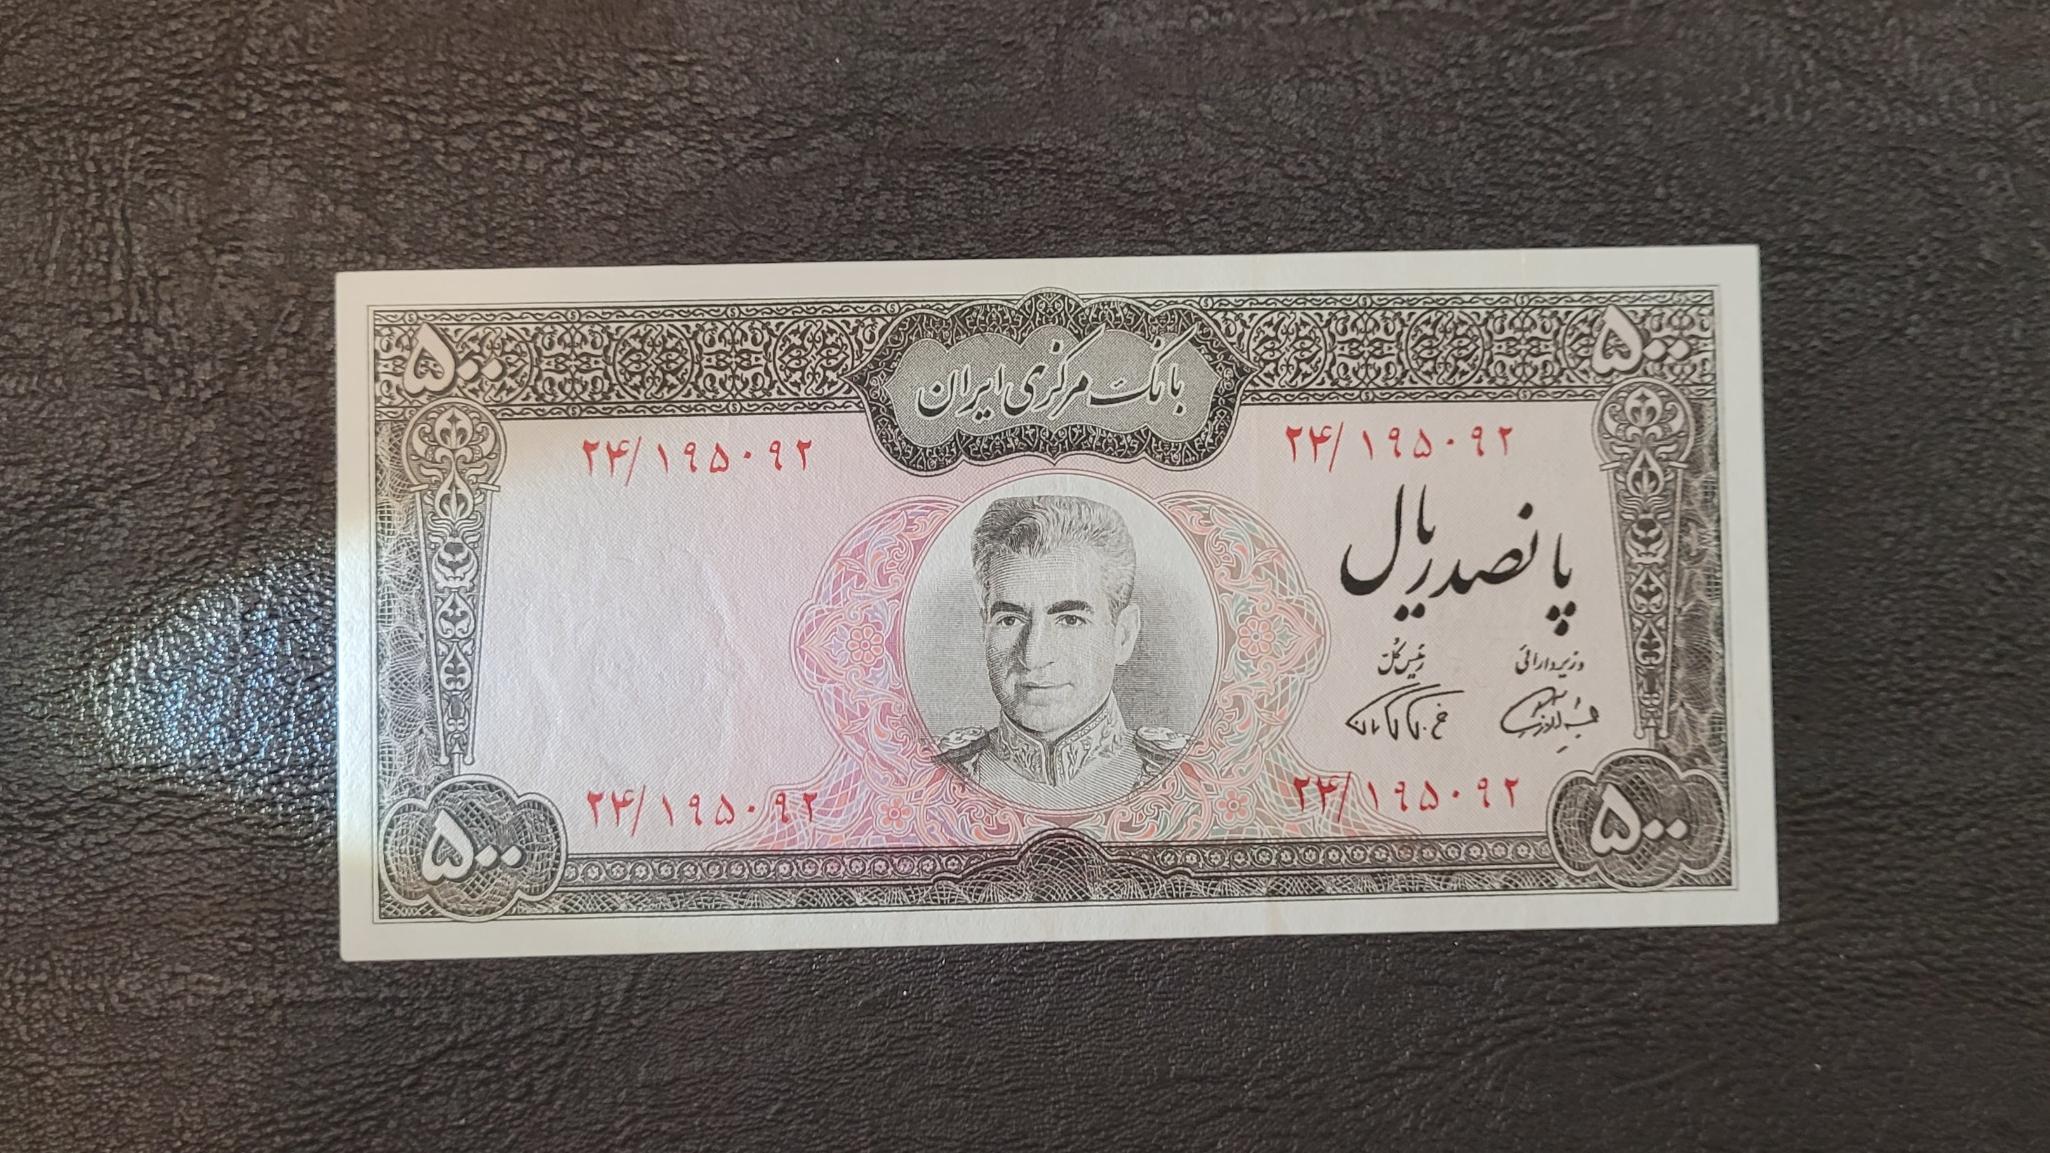 ۵۰۰ ۵۰۰
بانک مرکزی ایران
۲۴/۱۹۵۰۹۲ ۲۴/۱۹۵۰۹۲
پانصد ریال
وزیر دارائی رئیس کل
۲۴/۱۹۵۰۹۲ ۲۴/۱۹۵۰۹۲
۵۰۰ ۵۰۰